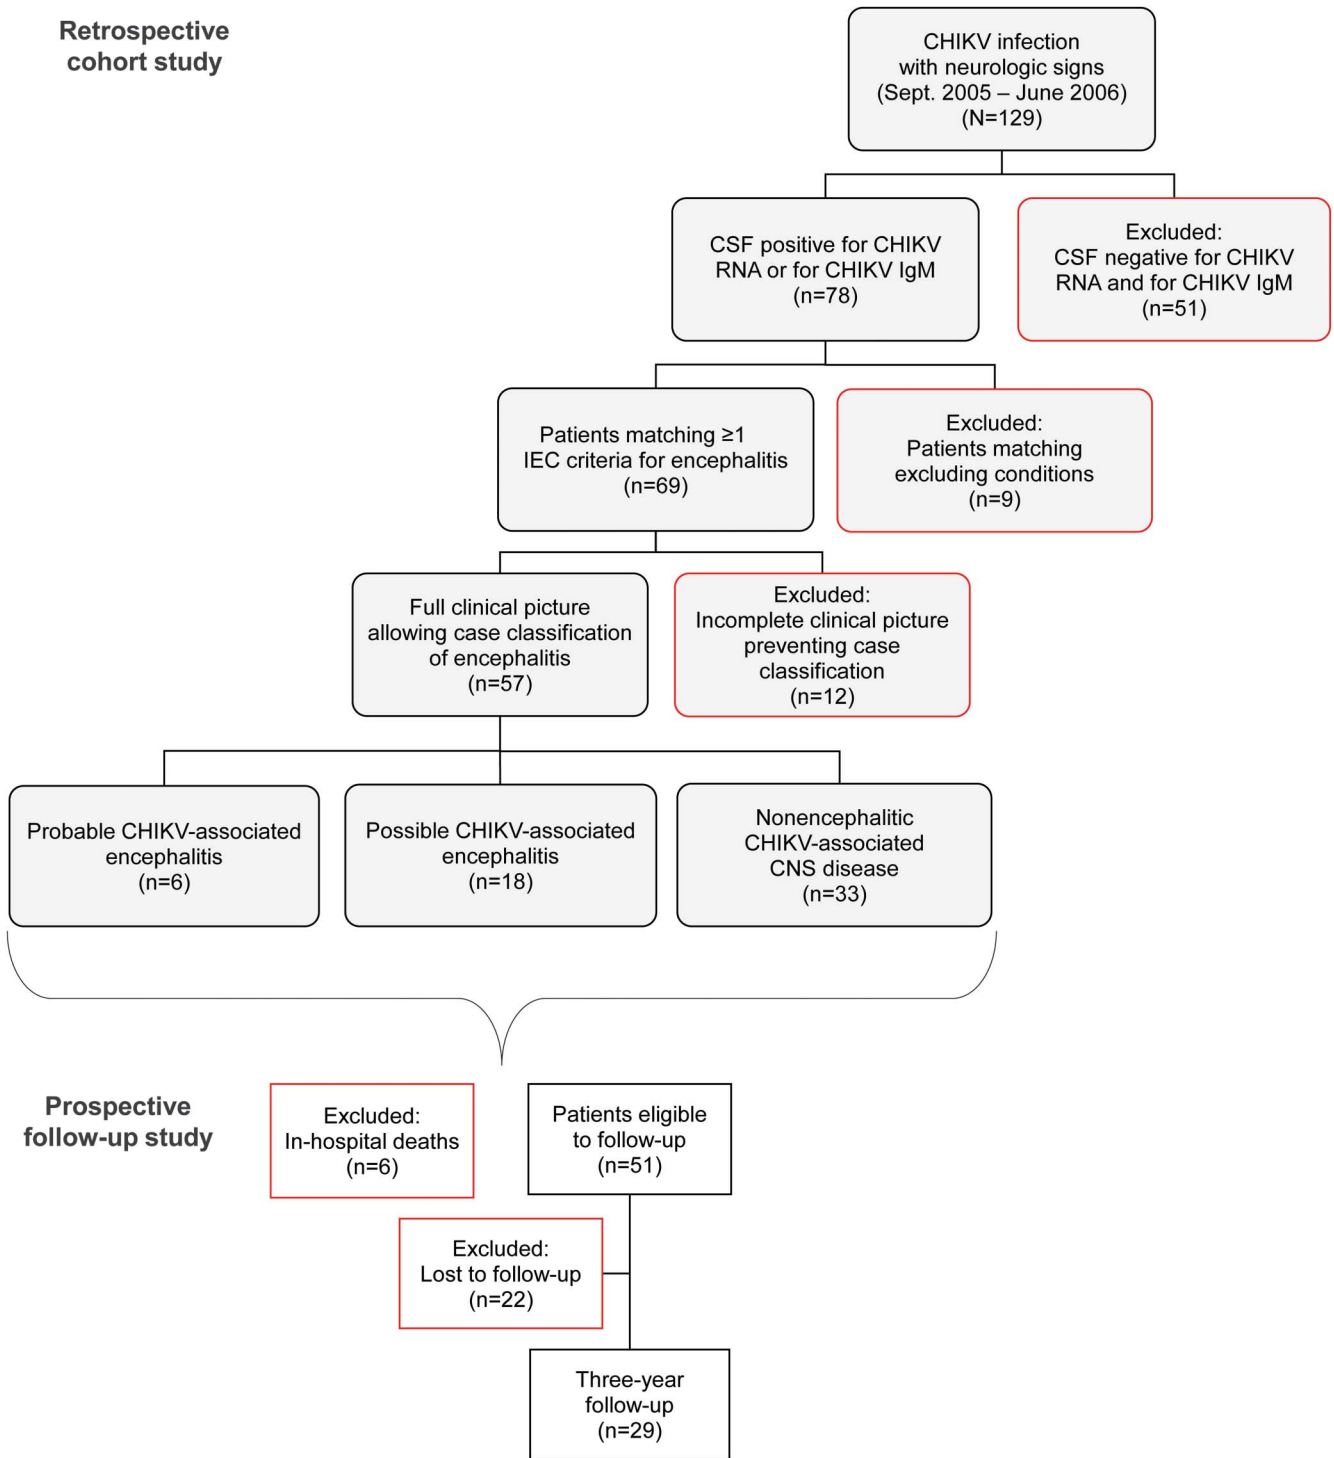 Retrospective
cohort study
CHIKV infection
with neurologic signs
(Sept. 2005 – June 2006)
(N=129)
CSF positive for CHIKV
RNA or for CHIKV IgM
(n=78)
Excluded:
CSF negative for CHIKV
RNA and for CHIKV IgM
(n=51)
Patients matching ≥1
IEC criteria for encephalitis
(n=69)
Excluded:
Patients matching
excluding conditions
(n=9)
Full clinical picture
allowing case classification
of encephalitis
(n=57)
Excluded:
Incomplete clinical picture
preventing case
classification
(n=12)
Probable CHIKV-associated
encephalitis
(n=6)
Possible CHIKV-associated
encephalitis
(n=18)
Nonencephalitic
CHIKV-associated
CNS disease
(n=33)
Prospective
follow-up study
Excluded:
In-hospital deaths
(n=6)
Patients eligible
to follow-up
(n=51)
Excluded:
Lost to follow-up
(n=22)
Three-year
follow-up
(n=29)